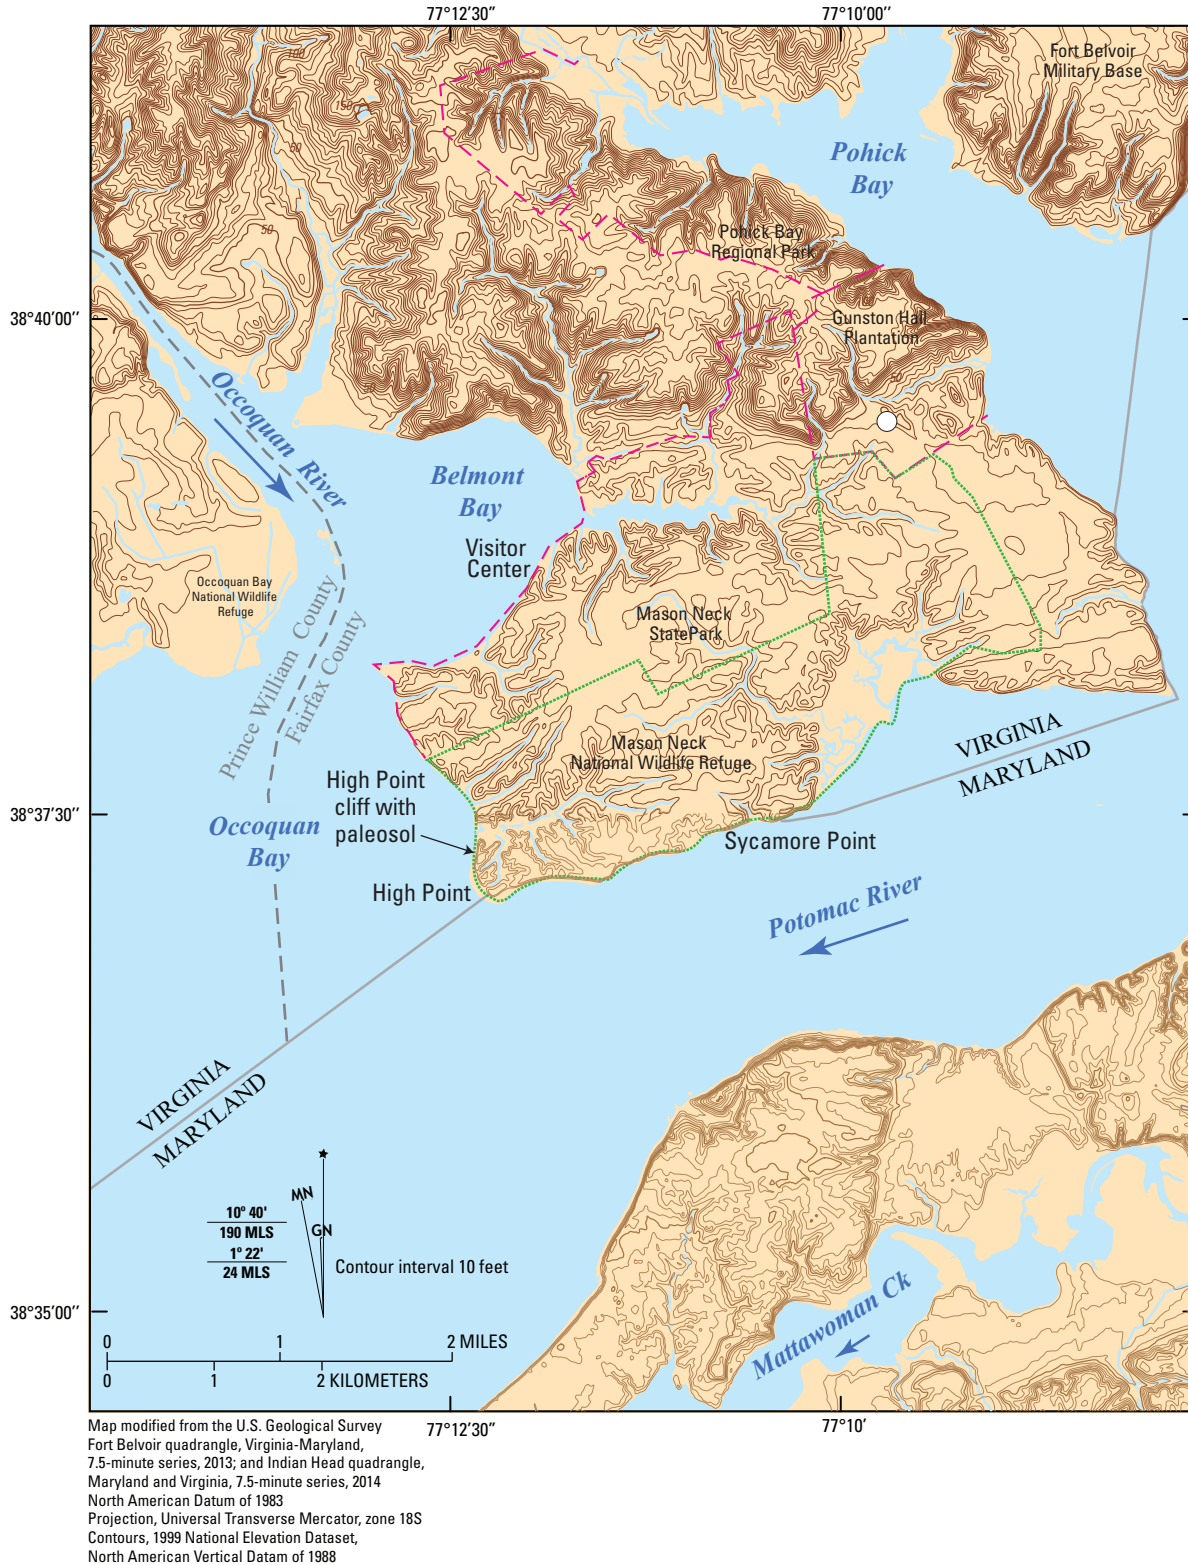 77°12'30"
77°10'00"
Fort Belvoir
Military Base
Pohick
Bay
150
50
Pohick Bay
Regional Park
38°40'00"
Gunston Hall
Plantation
Occoquan River
Belmont
Bay
Visitor
Center
Occoquan Bay
National Wildlife
Refuge
Mason Neck
StatePark
Prince William County
Fairfax County
Mason Neck
National Wildlife Refuge
VIRGINIA
MARYLAND
High Point
cliff with
paleosol
38°37'30"
Occoquan
Bay
Sycamore Point
High Point
Potomac River
VIRGINIA
MARYLAND
MN
GN
10° 40'
190 MLS
1° 22'
24 MLS
Contour interval 10 feet
38°35'00"
Mattawoman Ck
0 1 2 MILES
0 1 2 KILOMETERS
77°12'30"
77°10'
Map modified from the U.S. Geological Survey
Fort Belvoir quadrangle, Virginia-Maryland,
7.5-minute series, 2013; and Indian Head quadrangle,
Maryland and Virginia, 7.5-minute series, 2014
North American Datum of 1983
Projection, Universal Transverse Mercator, zone 18S
Contours, 1999 National Elevation Dataset,
North American Vertical Datam of 1988